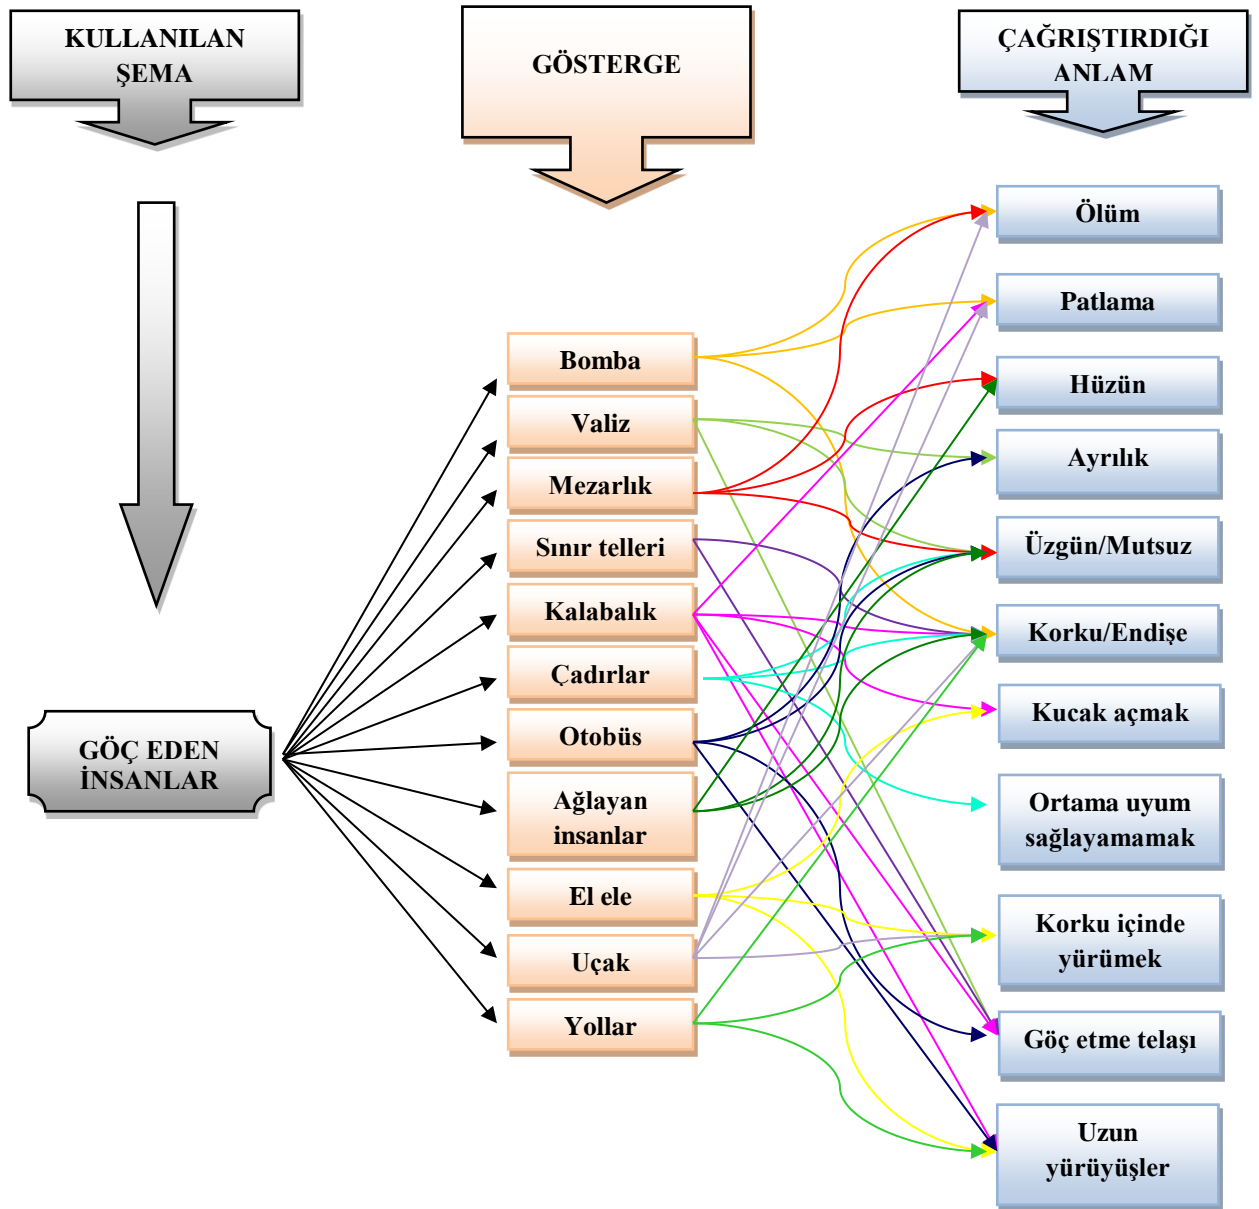 KULLANILAN
ŞEMA
GÖSTERGE
ÇAĞRIŞTIRDIĞI
ANLAM
GÖÇ EDEN
İNSANLAR
Bomba
Valiz
Mezarlık
Sınır telleri
Kalabalık
Çadırlar
Otobüs
Ağlayan
insanlar
El ele
Uçak
Yollar
Ölüm
Patlama
Hüzün
Ayrılık
Üzgün/Mutsuz
Korku/Endişe
Kucak açmak
Ortama uyum
sağlayamamak
Korku içinde
yürümek
Göç etme telaşı
Uzun
yürüyüşler